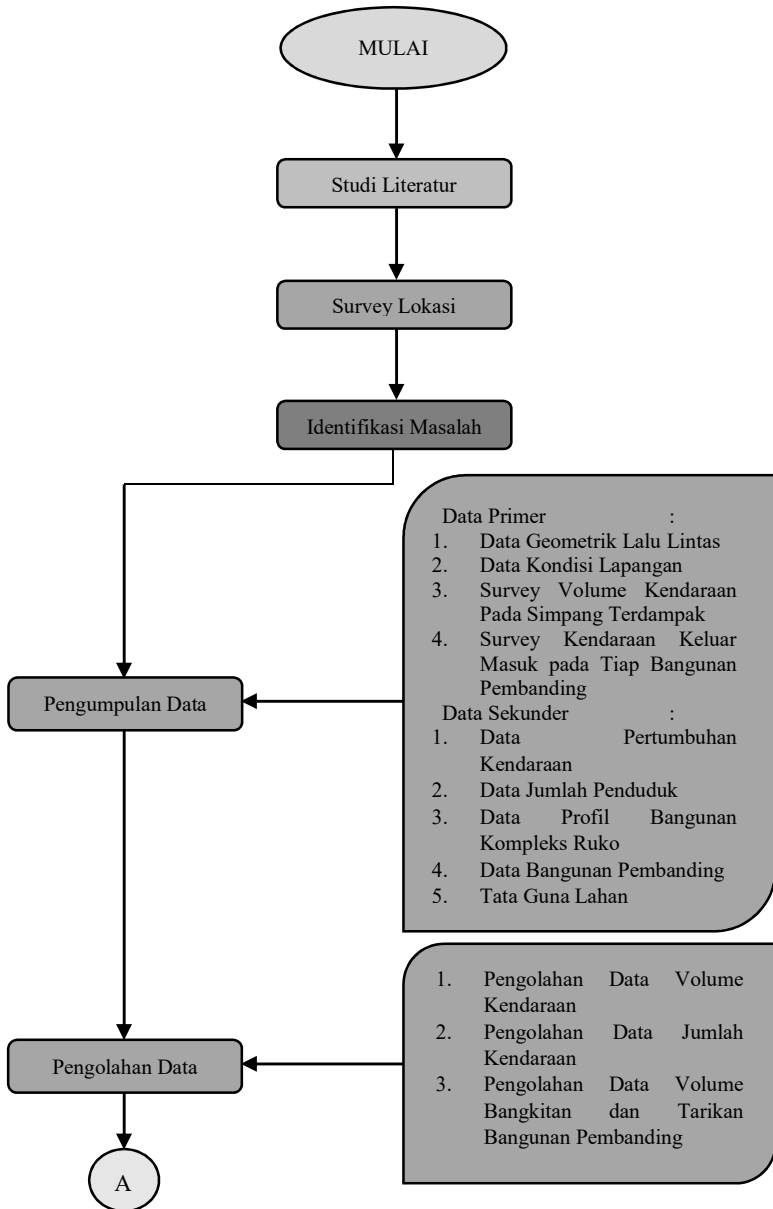 MULAI
Studi Literatur
Survey Lokasi
Identifikasi Masalah
Data Primer :
1. Data Geometrik Lalu Lintas
2. Data Kondisi Lapangan
3. Survey Volume Kendaraan
Pada Simpang Terdampak
4. Survey Kendaraan Keluar
Masuk pada Tiap Bangunan
Pembanding
Data Sekunder :
1. Data Pertumbuhan
Kendaraan
2. Data Jumlah Penduduk
3. Data Profil Bangunan
Kompleks Ruko
4. Data Bangunan Pembanding
5. Tata Guna Lahan
Pengumpulan Data
1. Pengolahan Data Volume
Kendaraan
2. Pengolahan Data Jumlah
Kendaraan
3. Pengolahan Data Volume
Bangkitan dan Tarikan
Bangunan Pembanding
Pengolahan Data
A